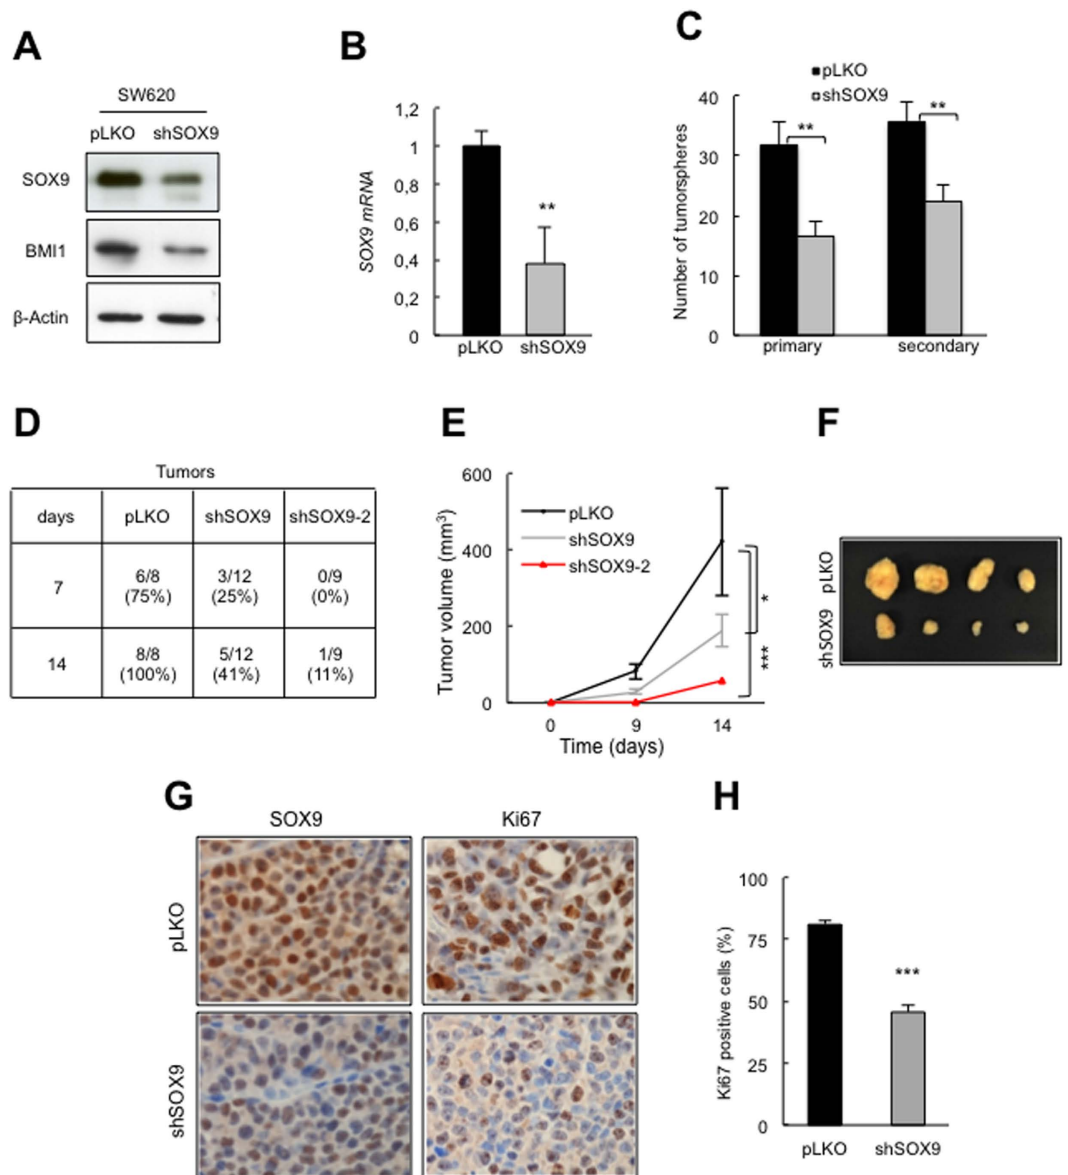 A
SW620
pLKO shSOX9
SOX9
BMI1
β-Actin
B
1,2
1
0,8
0,6
0,4
0,2
0
SOX9 mRNA
**
pLKO shSOX9
C
pLKO
shSOX9
40
30
20
10
0
Number of tumorspheres
**
**
primary secondary
D
Tumors
days pLKO shSOX9 shSOX9-2
7 6/8 (75%) 3/12 (25%) 0/9 (0%)
14 8/8 (100%) 5/12 (41%) 1/9 (11%)
E
600
400
200
0
Tumor volume (mm³)
pLKO
shSOX9
shSOX9-2
*
***
0 9 14
Time (days)
F
pLKO
shSOX9
G
SOX9 Ki67
pLKO
shSOX9
H
100
75
50
25
0
Ki67 positive cells (%)
***
pLKO shSOX9